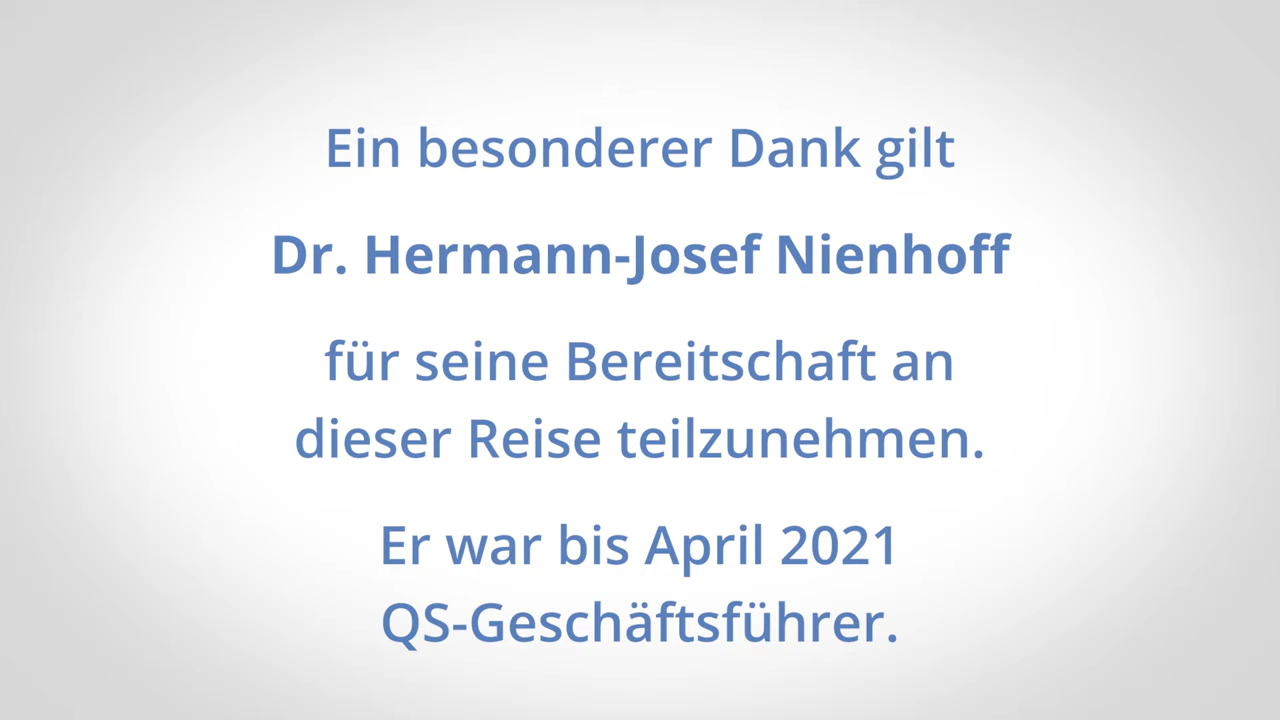 Ein besonderer Dank gilt
Dr. Hermann-Josef Nienhoff
für seine Bereitschaft an
dieser Reise teilzunehmen.
Er war bis April 2021
QS-Geschäftsführer.